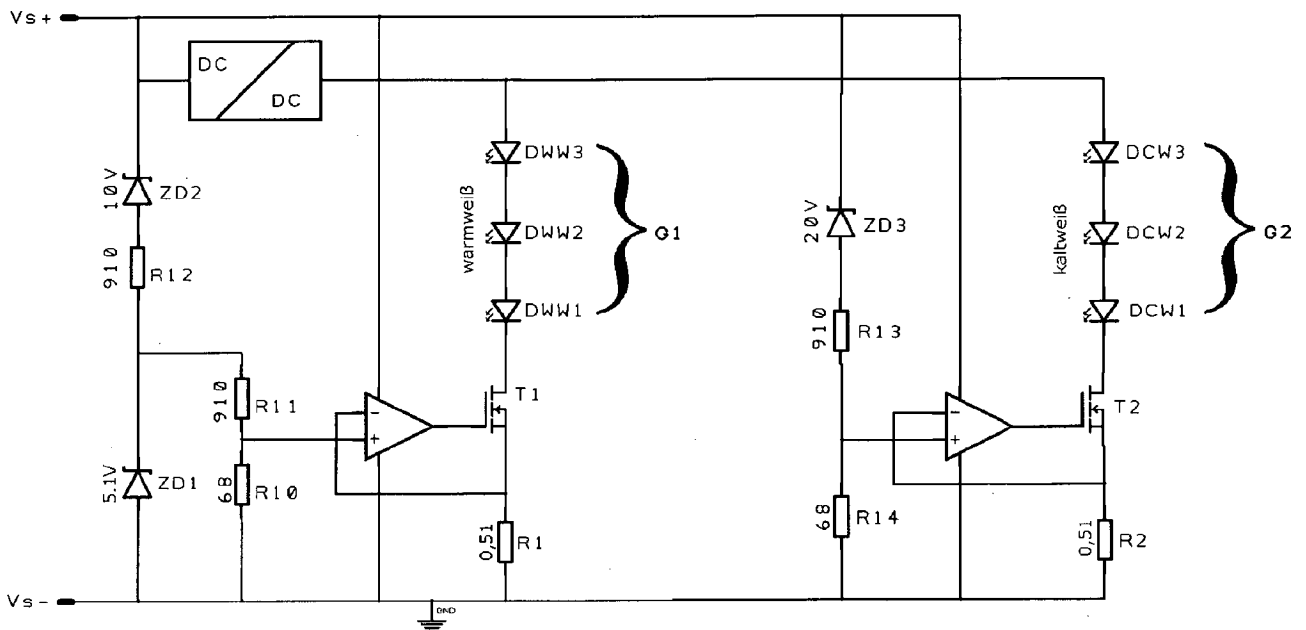 Vs+
DC
DC
DWW3
DCW3
10V
ZD2
G1
G2
warmweiß
DWW2
20V
ZD3
kaltweiß
DCW2
910
R12
DWW1
DCW1
910
R13
910
R11
T1
T2
-
+
-
+
5.1V
ZD1
68
R10
68
R14
0,51
R1
0,51
R2
Vs-
GND